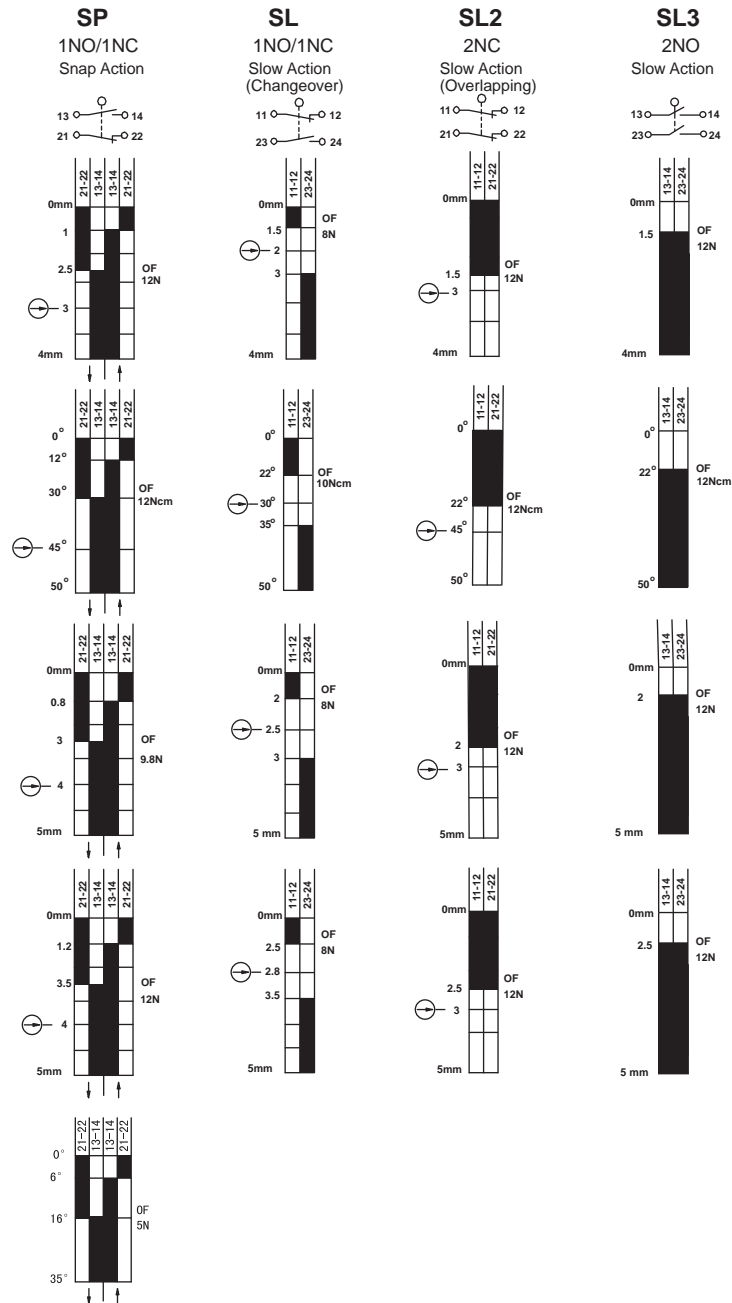 SP SL SL2 SL3
1NO/1NC 1NO/1NC 2NC 2NO
Snap Action Slow Action Slow Action Slow Action
(Changeover) (Overlapping)
13 14 11 12 11 12 13 14
21 22 23 24 21 22 23 24
21-22 13-14 13-14 21-22
0mm
1
2.5
3
4mm
OF
12N
11-12 23-24
0mm
1.5
2
3
4mm
OF
8N
11-12 21-22
0mm
1.5
3
4mm
OF
12N
13-14 23-24
0mm
1.5
4mm
OF
12N
21-22 13-14 13-14 21-22
0°
12°
30°
45°
50°
OF
12Ncm
11-12 23-24
0°
22°
30°
35°
50°
OF
10Ncm
11-12 21-22
0°
22°
45°
50°
OF
12Ncm
13-14 23-24
0°
22°
50°
OF
12Ncm
21-22 13-14 13-14 21-22
0mm
0.8
3
4
5mm
OF
9.8N
11-12 23-24
0mm
2
2.5
3
5 mm
OF
8N
11-12 21-22
0mm
2
3
5mm
OF
12N
13-14 23-24
0mm
2
5 mm
OF
12N
21-22 13-14 13-14 21-22
0mm
1.2
3.5
4
5mm
OF
12N
11-12 23-24
0mm
2.5
2.8
3.5
5mm
OF
8N
11-12 21-22
0mm
2.5
3
5mm
OF
12N
13-14 23-24
0mm
2.5
5 mm
OF
12N
21-22 13-14 13-14 21-22
0°
6°
16°
35°
OF
5N